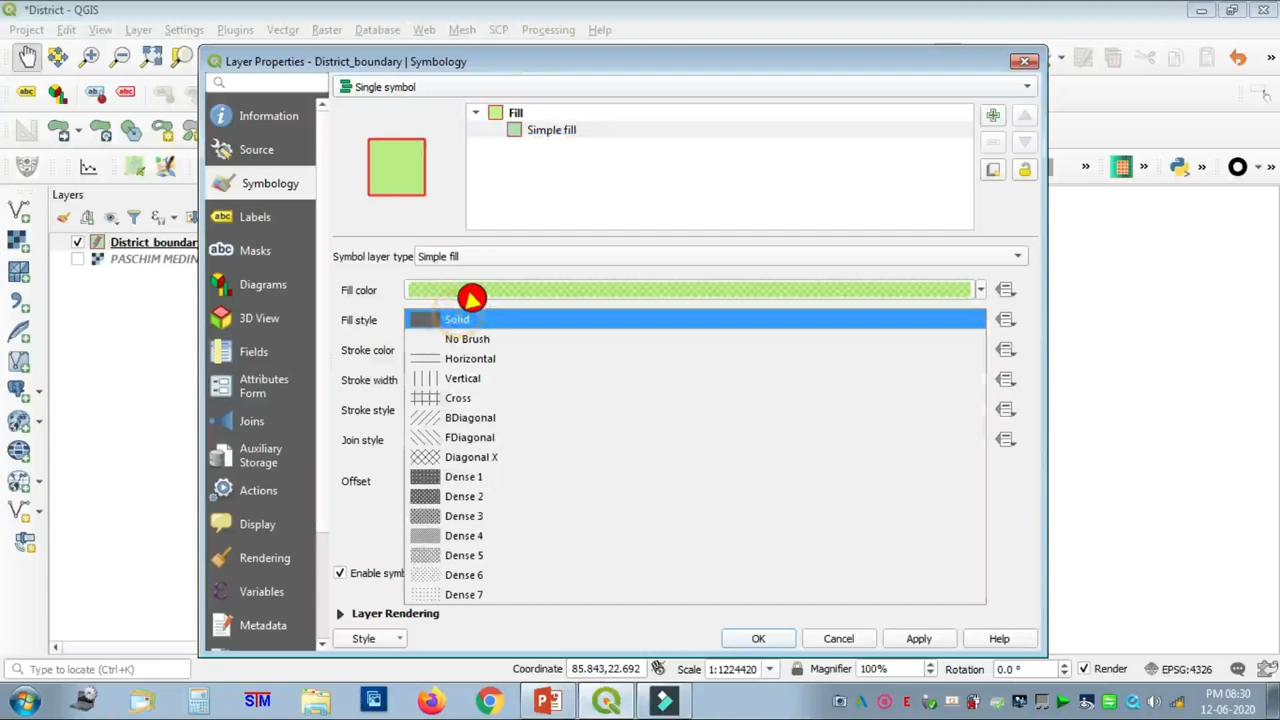 *District - QGIS
Project Edit View Layer Settings Plugins Vector Raster Database Web Mesh SCP Processing Help
Layer Properties - District_boundary | Symbology
Single symbol
Fill
Simple fill
Information
Source
Symbology
Labels
Masks
Diagrams
3D View
Fields
Attributes
Form
Joins
Auxiliary
Storage
Actions
Display
Rendering
Variables
Metadata
Layers
District_boundar
PASCHIM MEDIN
Symbol layer type Simple fill
Fill color
Fill style
Stroke color
Stroke width
Stroke style
Join style
Offset
Solid
No Brush
Horizontal
Vertical
Cross
BDiagonal
FDiagonal
Diagonal X
Dense 1
Dense 2
Dense 3
Dense 4
Dense 5
Dense 6
Dense 7
Enable symb
Layer Rendering
Style OK Cancel Apply Help
Type to locate (Ctrl+K) Coordinate 85.843,22.692 Scale 1:1224420 Magnifier 100% Rotation 0.0 ° Render EPSG:4326
STM
PM 08:30
12-06-2020